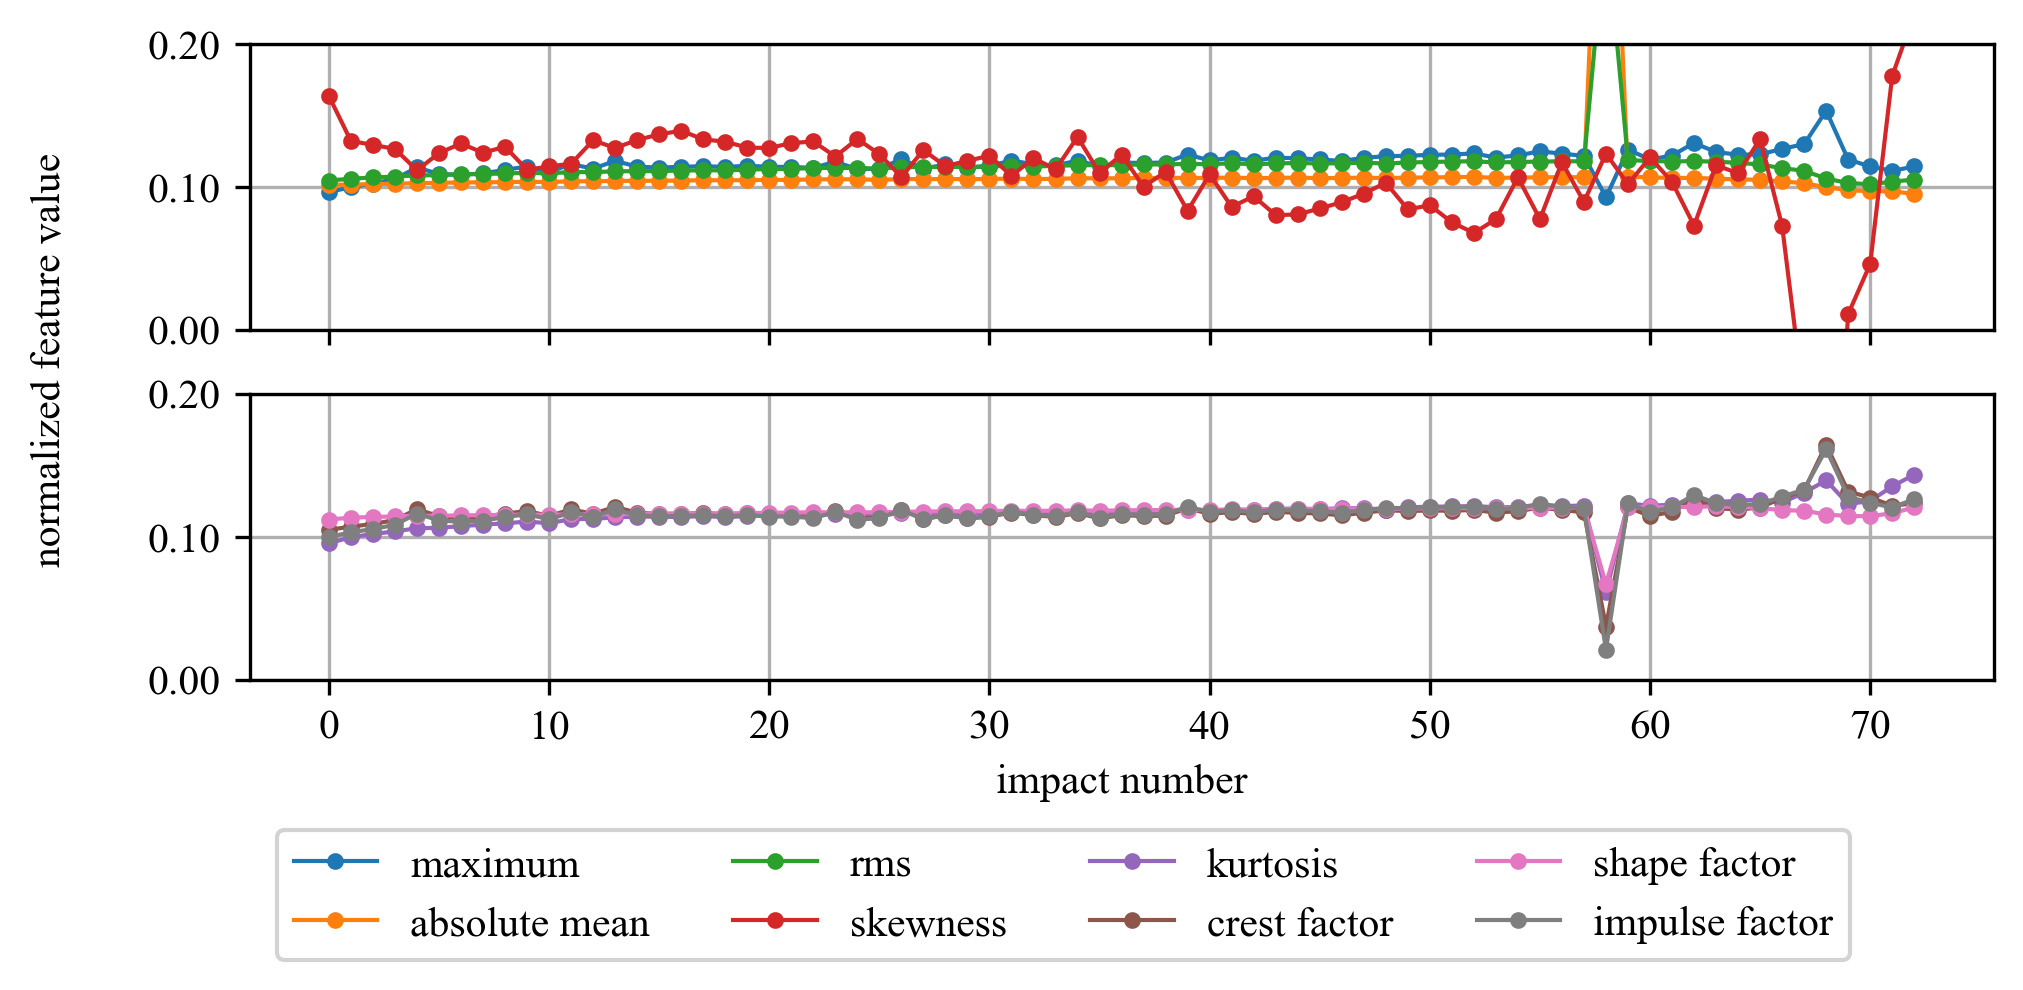 normalized feature value
0.20
0.10
0.00
0.20
0.10
0.00
0 10 20 30 40 50 60 70
impact number
maximum rms kurtosis shape factor
absolute mean skewness crest factor impulse factor